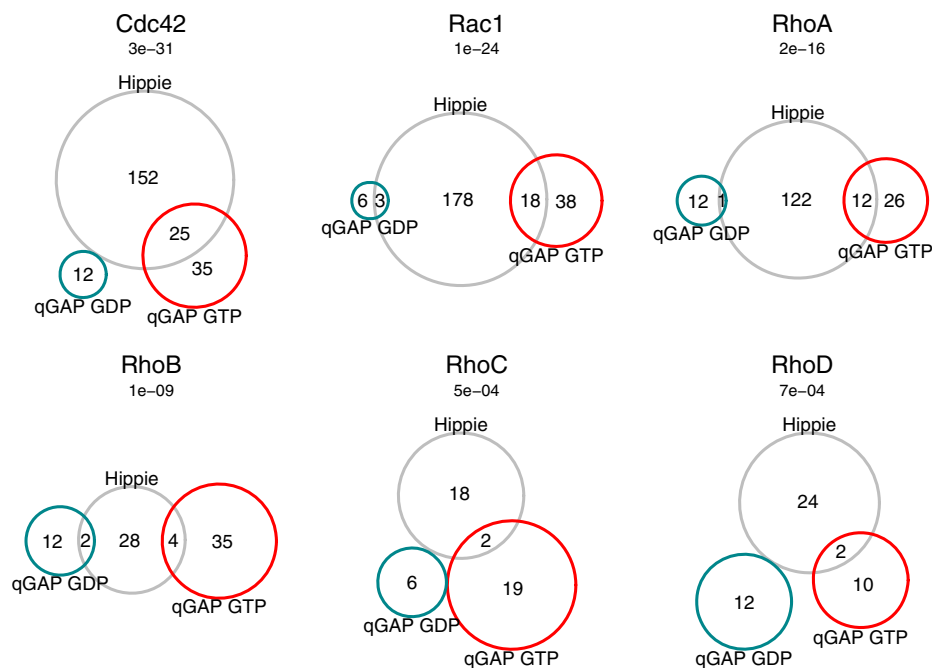 Cdc42
3e−31
Hippie
152
25
35
12
qGAP GDP
qGAP GTP
Rac1
1e−24
Hippie
6 3 178 18 38
qGAP GDP
qGAP GTP
RhoA
2e−16
Hippie
12 1 122 12 26
qGAP GDP
qGAP GTP
RhoB
1e−09
Hippie
12 2 28 4 35
qGAP GDP
qGAP GTP
RhoC
5e−04
Hippie
18
2
6
19
qGAP GDP
qGAP GTP
RhoD
7e−04
Hippie
24
2
10
12
qGAP GTP
qGAP GDP